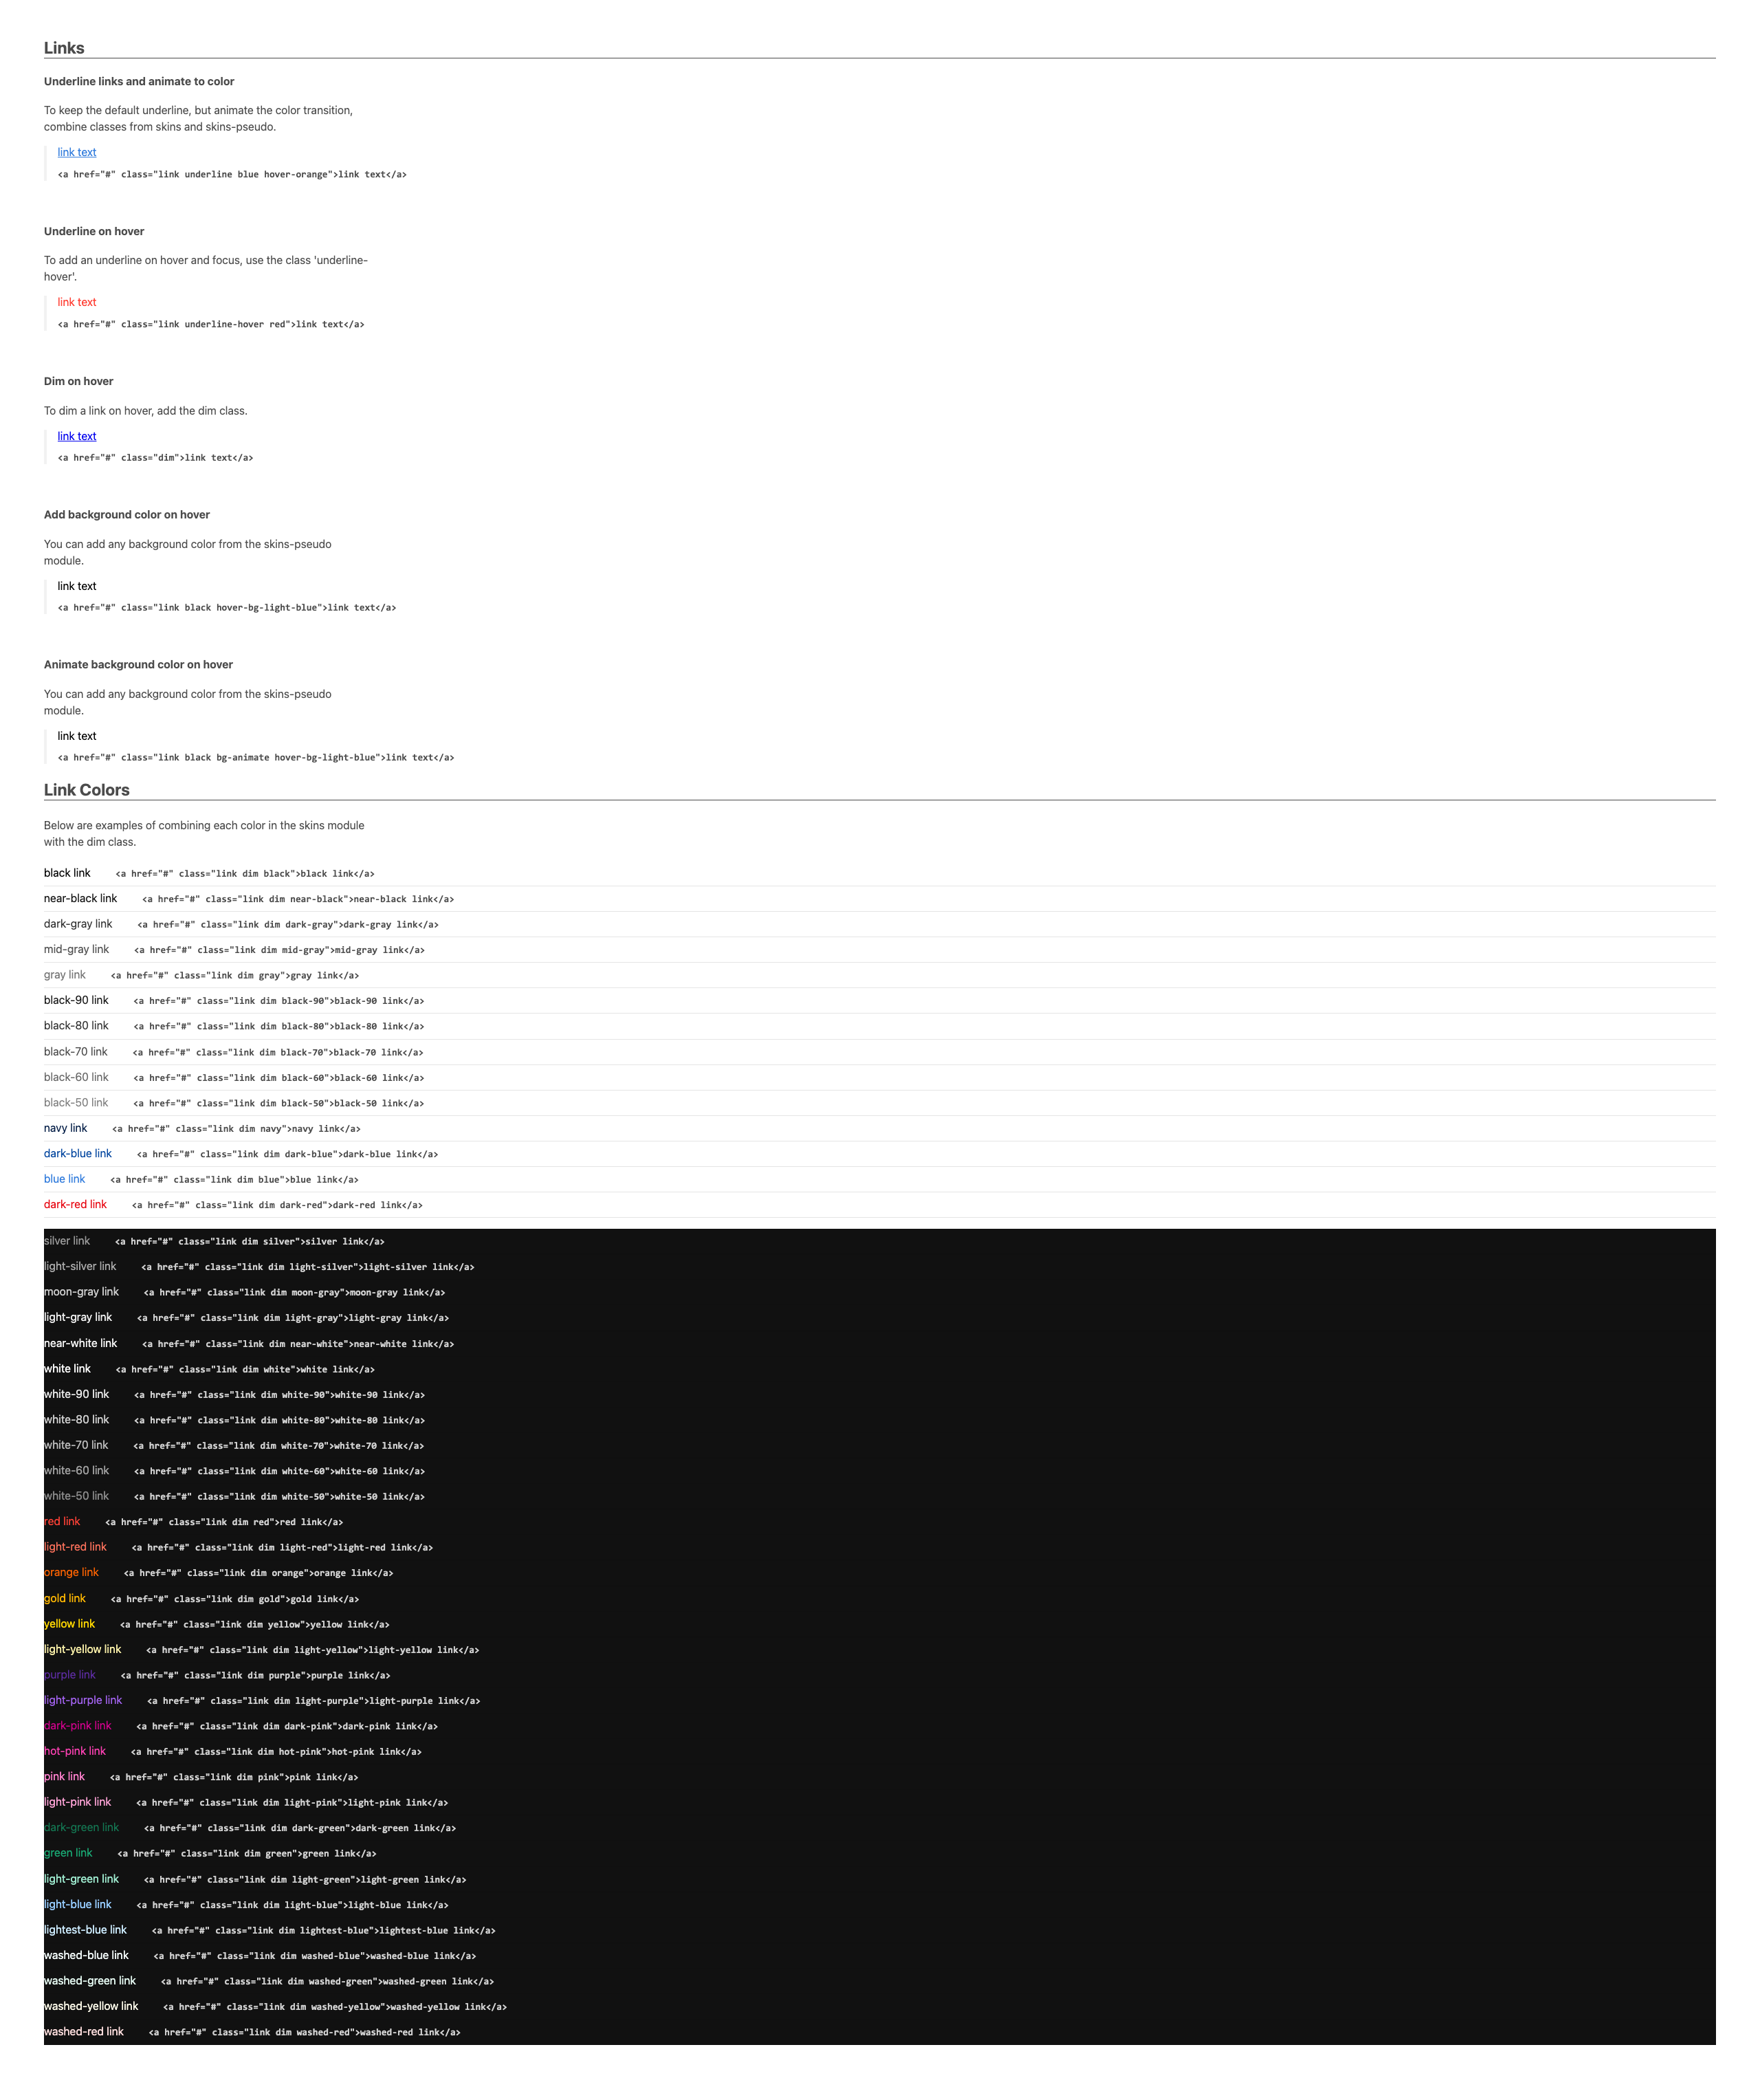 Links
Underline links and animate to color
To keep the default underline, but animate the color transition,
combine classes from skins and skins-pseudo.
link text
<a href="#" class="link underline blue hover-orange">link text</a>
Underline on hover
To add an underline on hover and focus, use the class 'underline-
hover'.
link text
<a href="#" class="link underline-hover red">link text</a>
Dim on hover
To dim a link on hover, add the dim class.
link text
<a href="#" class="dim">link text</a>
Add background color on hover
You can add any background color from the skins-pseudo
module.
link text
<a href="#" class="link black hover-bg-light-blue">link text</a>
Animate background color on hover
You can add any background color from the skins-pseudo
module.
link text
<a href="#" class="link black bg-animate hover-bg-light-blue">link text</a>
Link Colors
Below are examples of combining each color in the skins module
with the dim class.
black link <a href="#" class="link dim black">black link</a>
near-black link <a href="#" class="link dim near-black">near-black link</a>
dark-gray link <a href="#" class="link dim dark-gray">dark-gray link</a>
mid-gray link <a href="#" class="link dim mid-gray">mid-gray link</a>
gray link <a href="#" class="link dim gray">gray link</a>
black-90 link <a href="#" class="link dim black-90">black-90 link</a>
black-80 link <a href="#" class="link dim black-80">black-80 link</a>
black-70 link <a href="#" class="link dim black-70">black-70 link</a>
black-60 link <a href="#" class="link dim black-60">black-60 link</a>
black-50 link <a href="#" class="link dim black-50">black-50 link</a>
navy link <a href="#" class="link dim navy">navy link</a>
dark-blue link <a href="#" class="link dim dark-blue">dark-blue link</a>
blue link <a href="#" class="link dim blue">blue link</a>
dark-red link <a href="#" class="link dim dark-red">dark-red link</a>
silver link <a href="#" class="link dim silver">silver link</a>
light-silver link <a href="#" class="link dim light-silver">light-silver link</a>
moon-gray link <a href="#" class="link dim moon-gray">moon-gray link</a>
light-gray link <a href="#" class="link dim light-gray">light-gray link</a>
near-white link <a href="#" class="link dim near-white">near-white link</a>
white link <a href="#" class="link dim white">white link</a>
white-90 link <a href="#" class="link dim white-90">white-90 link</a>
white-80 link <a href="#" class="link dim white-80">white-80 link</a>
white-70 link <a href="#" class="link dim white-70">white-70 link</a>
white-60 link <a href="#" class="link dim white-60">white-60 link</a>
white-50 link <a href="#" class="link dim white-50">white-50 link</a>
red link <a href="#" class="link dim red">red link</a>
light-red link <a href="#" class="link dim light-red">light-red link</a>
orange link <a href="#" class="link dim orange">orange link</a>
gold link <a href="#" class="link dim gold">gold link</a>
yellow link <a href="#" class="link dim yellow">yellow link</a>
light-yellow link <a href="#" class="link dim light-yellow">light-yellow link</a>
purple link <a href="#" class="link dim purple">purple link</a>
light-purple link <a href="#" class="link dim light-purple">light-purple link</a>
dark-pink link <a href="#" class="link dim dark-pink">dark-pink link</a>
hot-pink link <a href="#" class="link dim hot-pink">hot-pink link</a>
pink link <a href="#" class="link dim pink">pink link</a>
light-pink link <a href="#" class="link dim light-pink">light-pink link</a>
dark-green link <a href="#" class="link dim dark-green">dark-green link</a>
green link <a href="#" class="link dim green">green link</a>
light-green link <a href="#" class="link dim light-green">light-green link</a>
light-blue link <a href="#" class="link dim light-blue">light-blue link</a>
lightest-blue link <a href="#" class="link dim lightest-blue">lightest-blue link</a>
washed-blue link <a href="#" class="link dim washed-blue">washed-blue link</a>
washed-green link <a href="#" class="link dim washed-green">washed-green link</a>
washed-yellow link <a href="#" class="link dim washed-yellow">washed-yellow link</a>
washed-red link <a href="#" class="link dim washed-red">washed-red link</a>